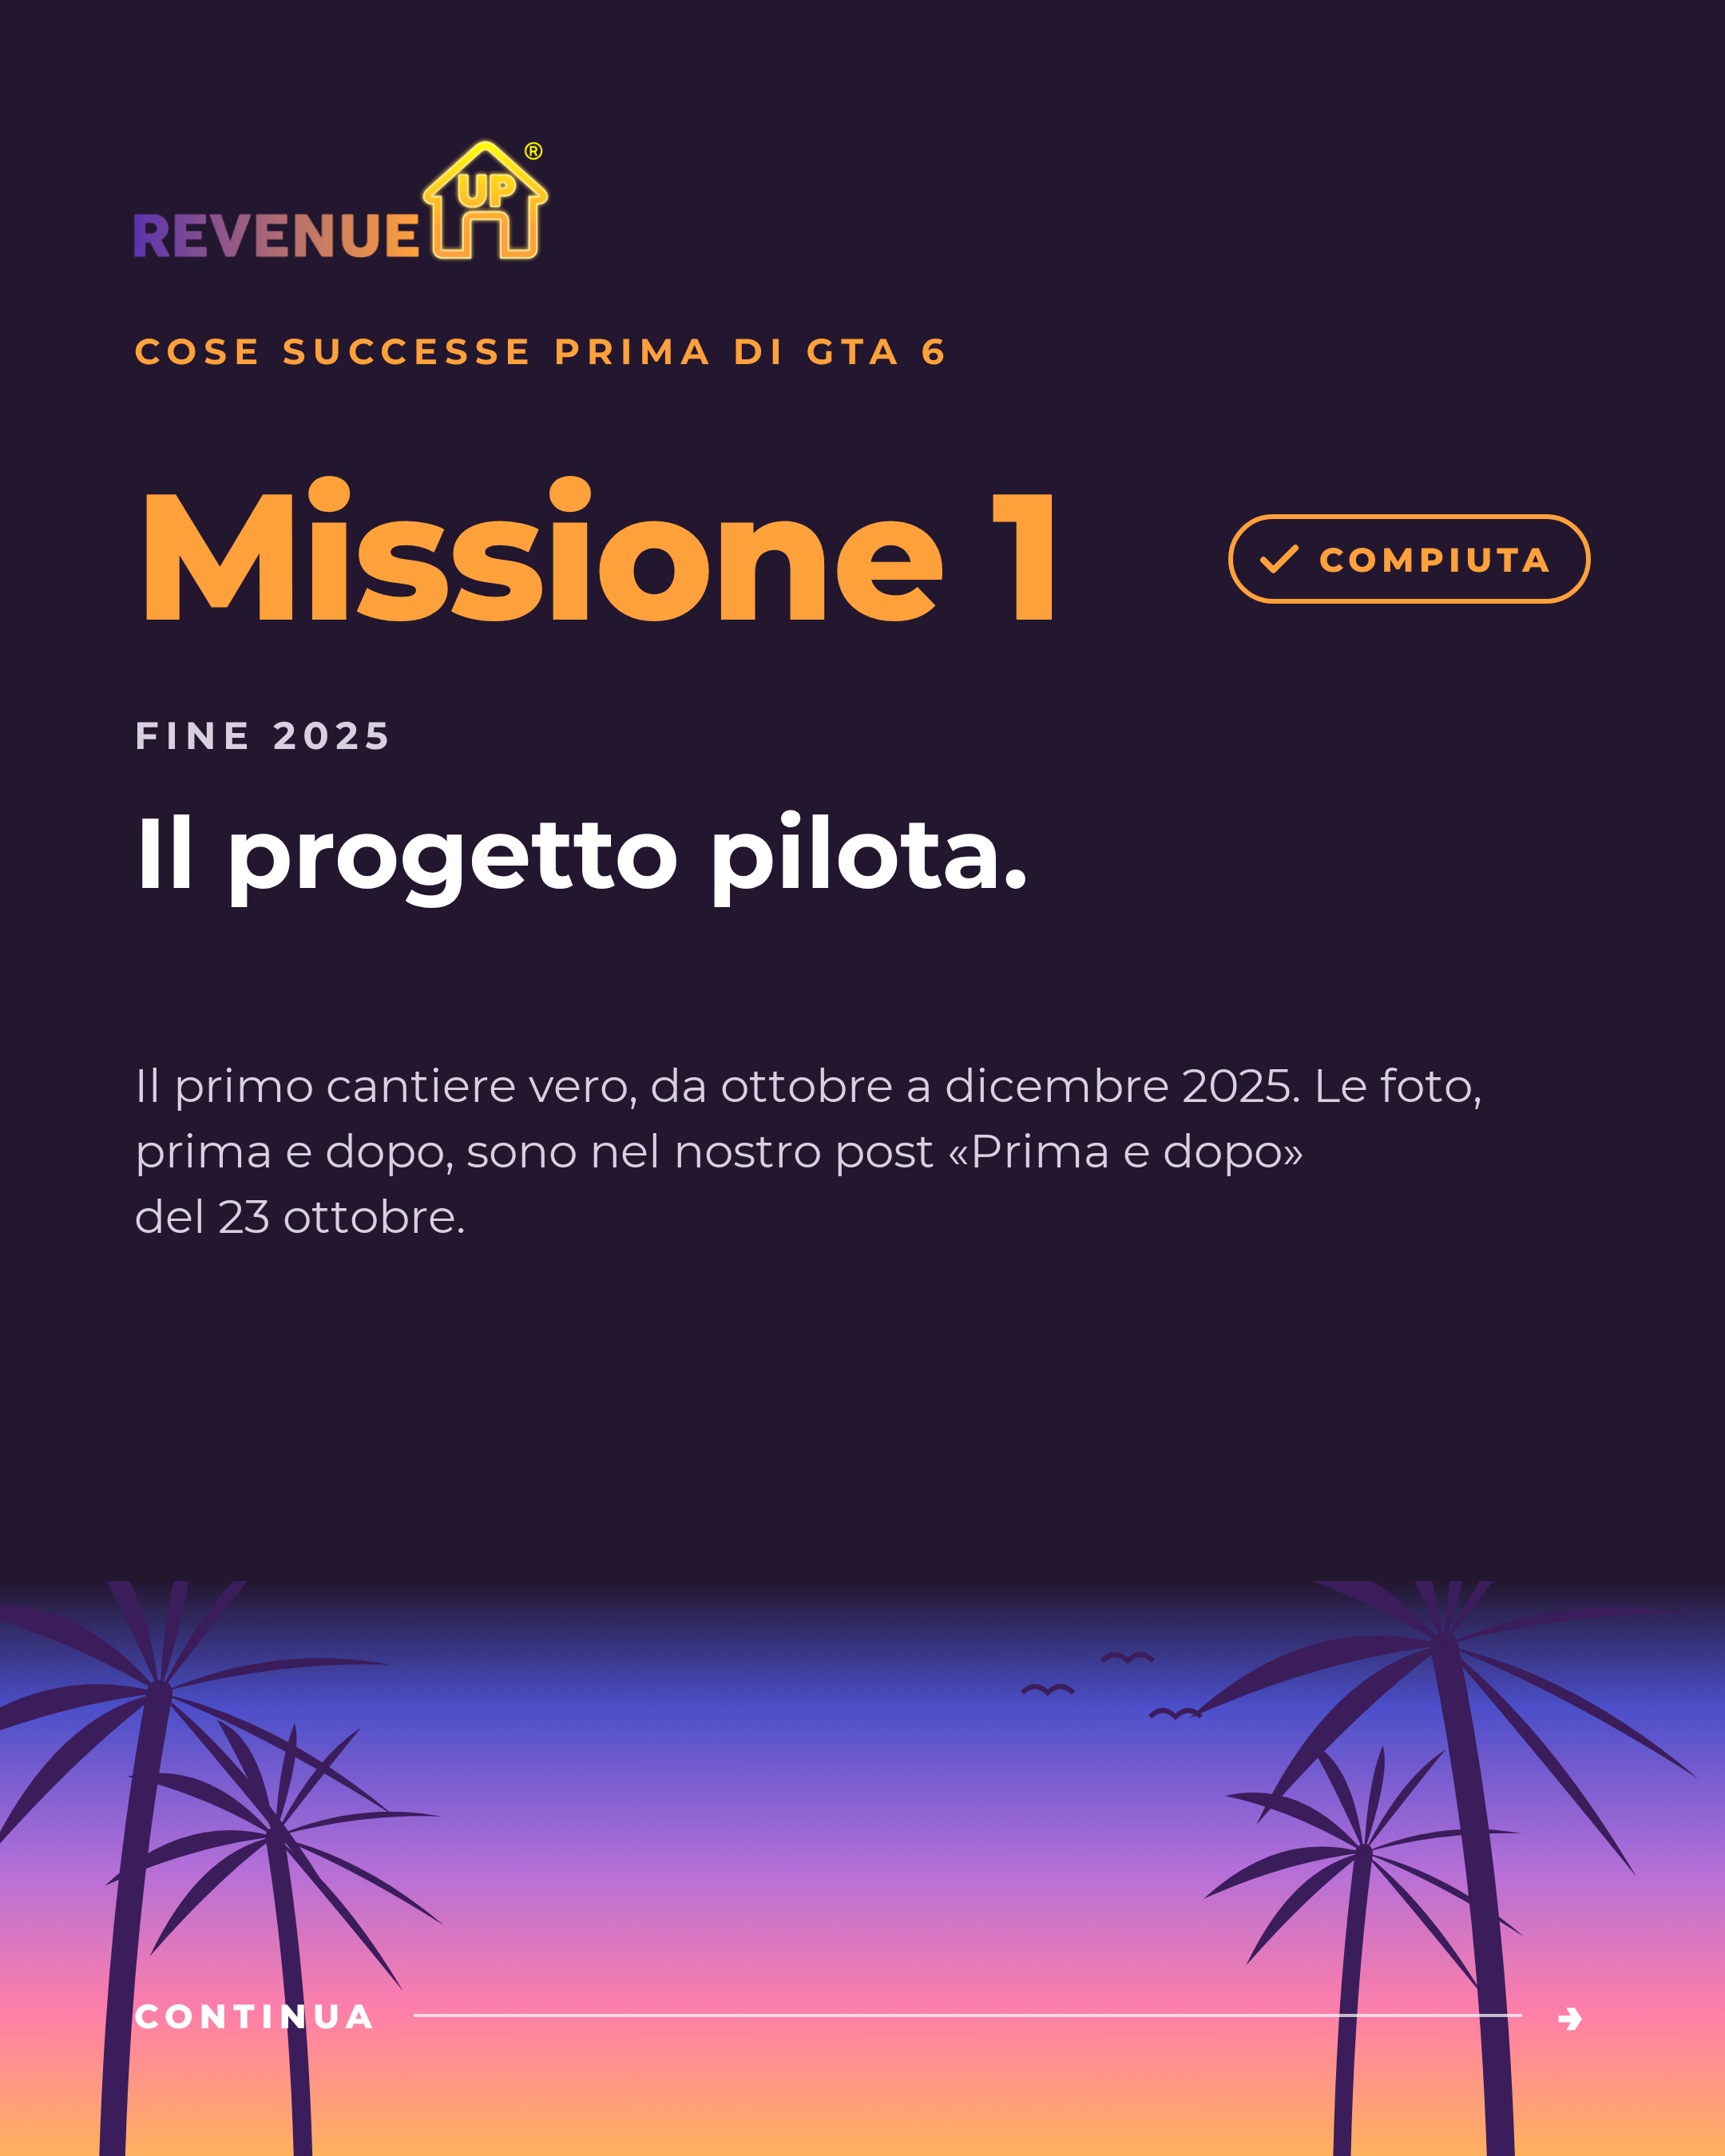 REVENUE UP ®
COSE SUCCESSE PRIMA DI GTA 6
Missione 1
COMPIUTA
FINE 2025
Il progetto pilota.
Il primo cantiere vero, da ottobre a dicembre 2025. Le foto,
prima e dopo, sono nel nostro post «Prima e dopo»
del 23 ottobre.
CONTINUA